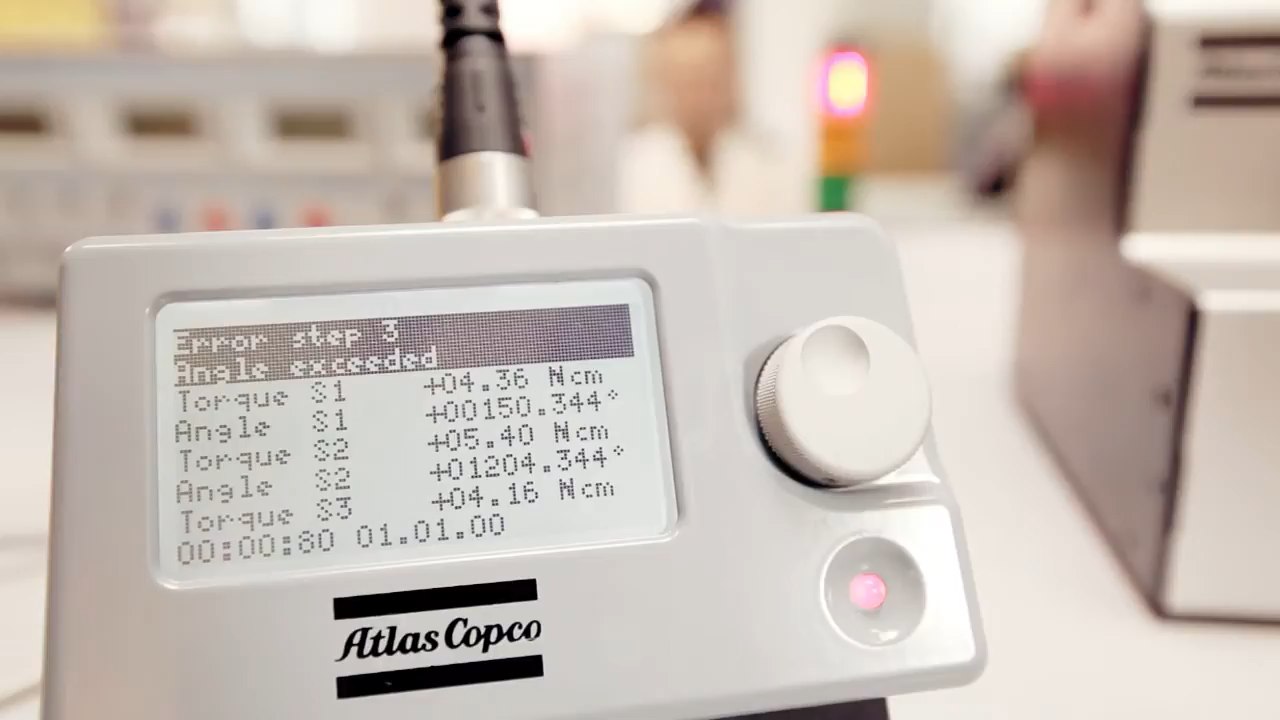 Error step 3
Angle exceeded
Torque S1 +04.36 Ncm
Angle S1 +00150.344°
Torque S2 +05.40 Ncm
Angle S2 +01204.344°
Torque S3 +04.16 Ncm
00:00:80 01.01.00
Atlas Copco